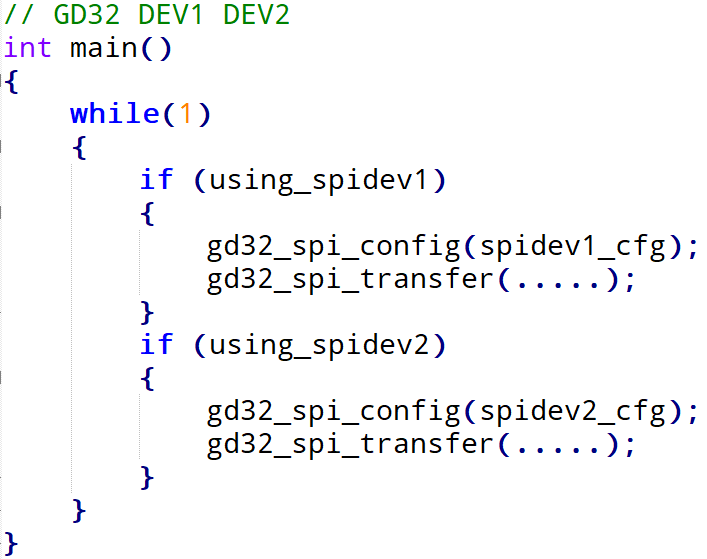 // GD32 DEV1 DEV2
int main()
{
    while(1)
    {
        if (using_spidev1)
        {
            gd32_spi_config(spidev1_cfg);
            gd32_spi_transfer(.....);
        }
        if (using_spidev2)
        {
            gd32_spi_config(spidev2_cfg);
            gd32_spi_transfer(.....);
        }
    }
}